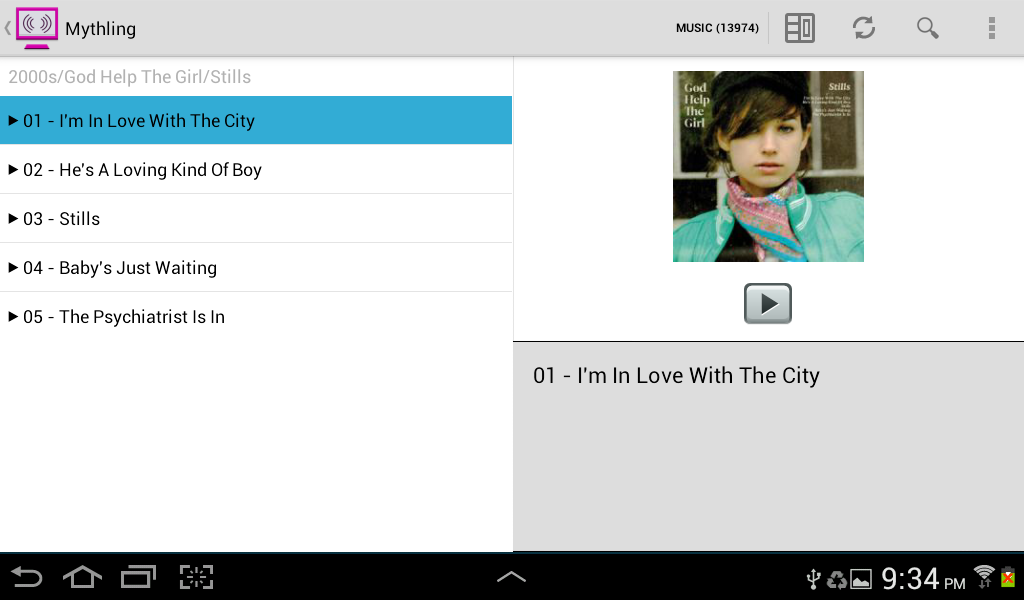 Mythling
MUSIC (13974)
2000s/God Help The Girl/Stills
01 - I'm In Love With The City
02 - He's A Loving Kind Of Boy
03 - Stills
04 - Baby's Just Waiting
05 - The Psychiatrist Is In
God
Help
The
Girl
Stills
01 - I'm In Love With The City
9:34 PM